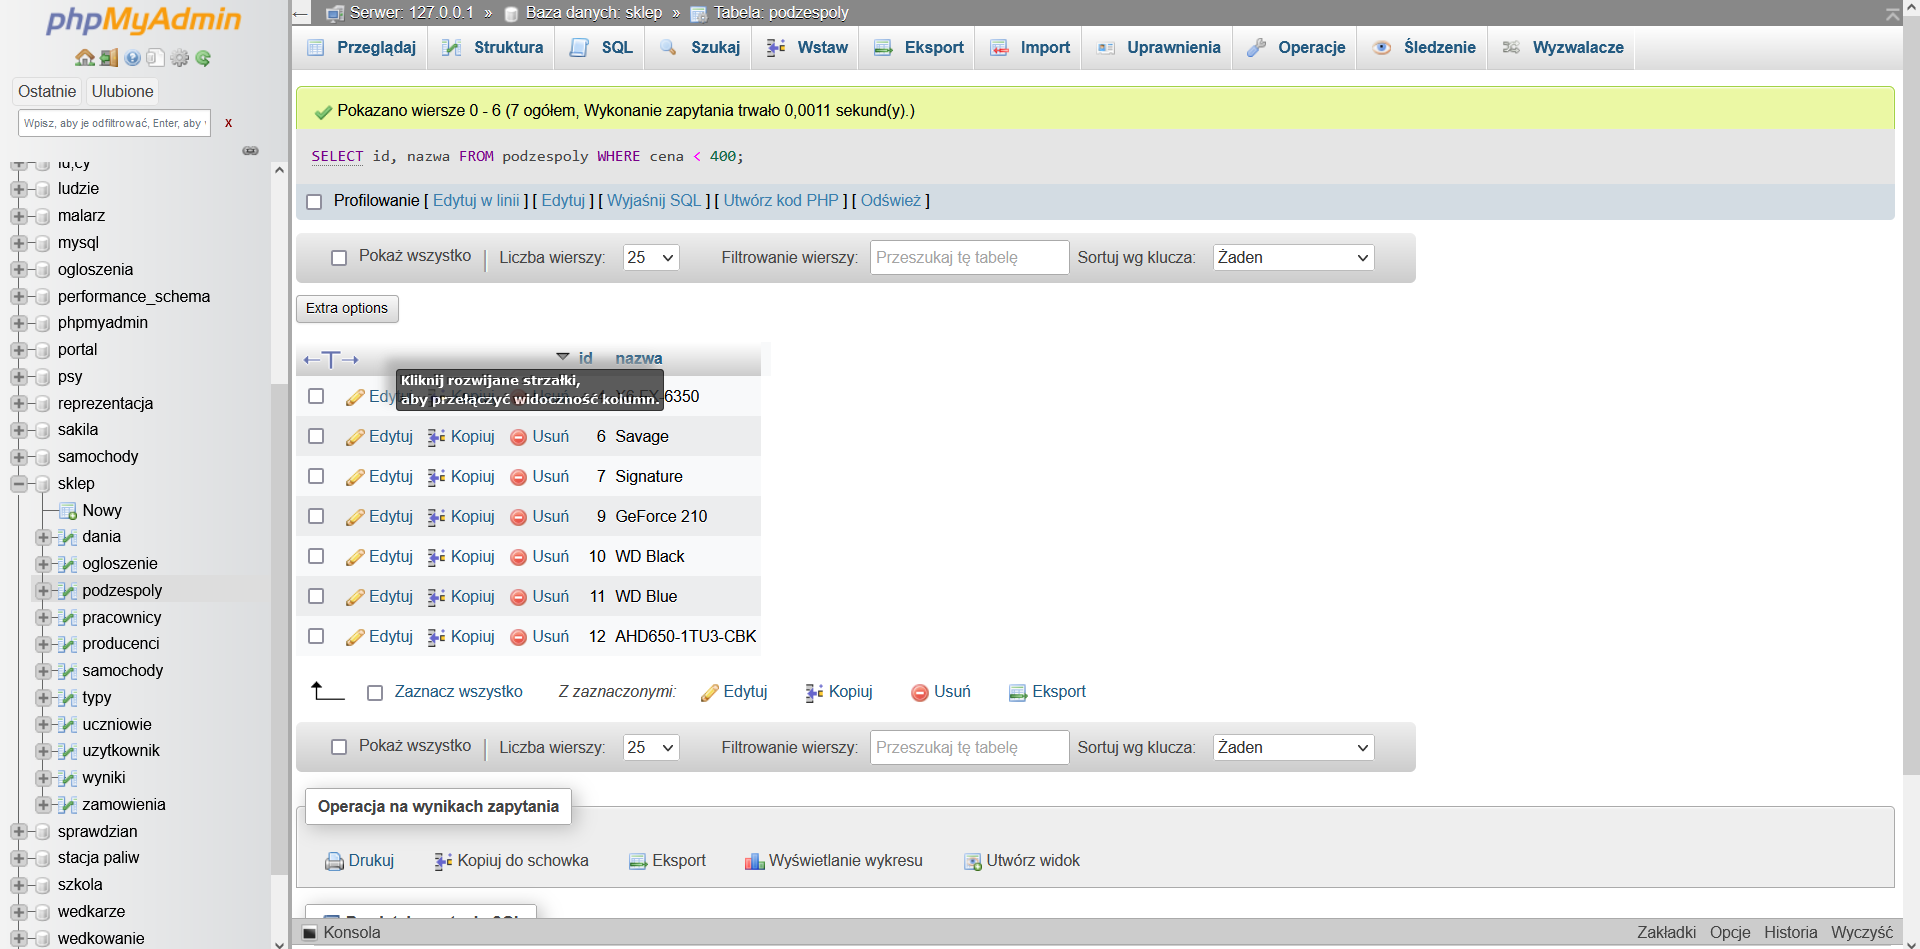 phpMyAdmin
Ostatnie Ulubione
Wpisz, aby je odfiltrować, Enter, aby
X
ludzie
malarz
mysql
ogloszenia
performance_schema
phpmyadmin
portal
psy
reprezentacja
sakila
samochody
sklep
Nowy
dania
ogloszenie
podzespoly
pracownicy
producenci
samochody
typy
uczniowie
uzytkownik
wyniki
zamowienia
sprawdzian
stacja paliw
szkola
wedkarze
wedkowanie
Serwer: 127.0.0.1 » Baza danych: sklep » Tabela: podzespoly
Przeglądaj Struktura SQL Szukaj Wstaw Eksport Import Uprawnienia Operacje Śledzenie Wyzwalacze
Pokazano wiersze 0 - 6 (7 ogółem, Wykonanie zapytania trwało 0,0011 sekund(y).)
SELECT id, nazwa FROM podzespoly WHERE cena < 400;
Profilowanie [ Edytuj w linii ] [ Edytuj ] [ Wyjaśnij SQL ] [ Utwórz kod PHP ] [ Odśwież ]
Pokaż wszystko Liczba wierszy: 25 Filtrowanie wierszy: Przeszukaj tę tabelę Sortuj wg klucza: Żaden
Extra options
←T→ id nazwa
Kliknij rozwijane strzałki,
aby przełączyć widoczność kolumn.
6350
Edytuj Kopiuj Usuń 6 Savage
Edytuj Kopiuj Usuń 7 Signature
Edytuj Kopiuj Usuń 9 GeForce 210
Edytuj Kopiuj Usuń 10 WD Black
Edytuj Kopiuj Usuń 11 WD Blue
Edytuj Kopiuj Usuń 12 AHD650-1TU3-CBK
Zaznacz wszystko Z zaznaczonymi: Edytuj Kopiuj Usuń Eksport
Pokaż wszystko Liczba wierszy: 25 Filtrowanie wierszy: Przeszukaj tę tabelę Sortuj wg klucza: Żaden
Operacja na wynikach zapytania
Drukuj Kopiuj do schowka Eksport Wyświetlanie wykresu Utwórz widok
Konsola
Zakładki Opcje Historia Wyczyść